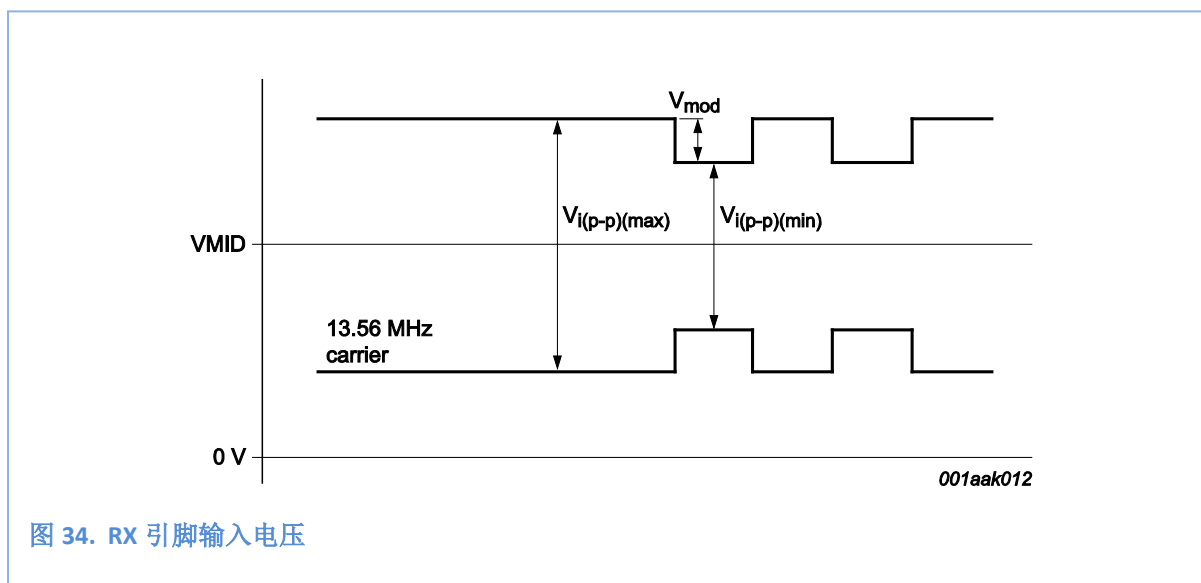 Vmod
Vi(p-p)(max)
Vi(p-p)(min)
VMID
13.56 MHz
carrier
0 V
001aak012
图 34. RX 引脚输入电压